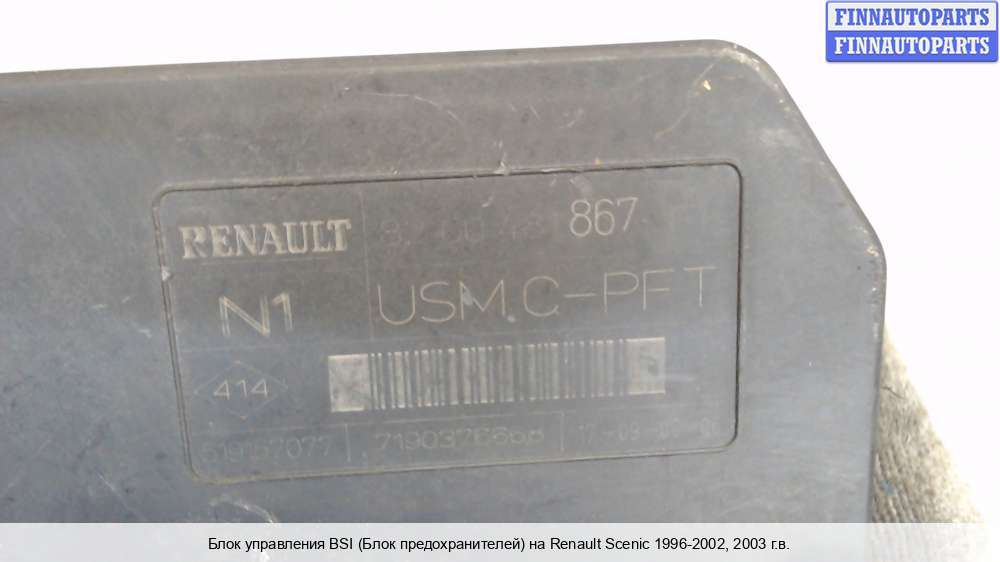 FINNAUTOPARTS
FINNAUTOPARTS
RENAULT 867
N1 USM.C-PFT
414
Блок управления BSI (Блок предохранителей) на Renault Scenic 1996-2002, 2003 г.в.